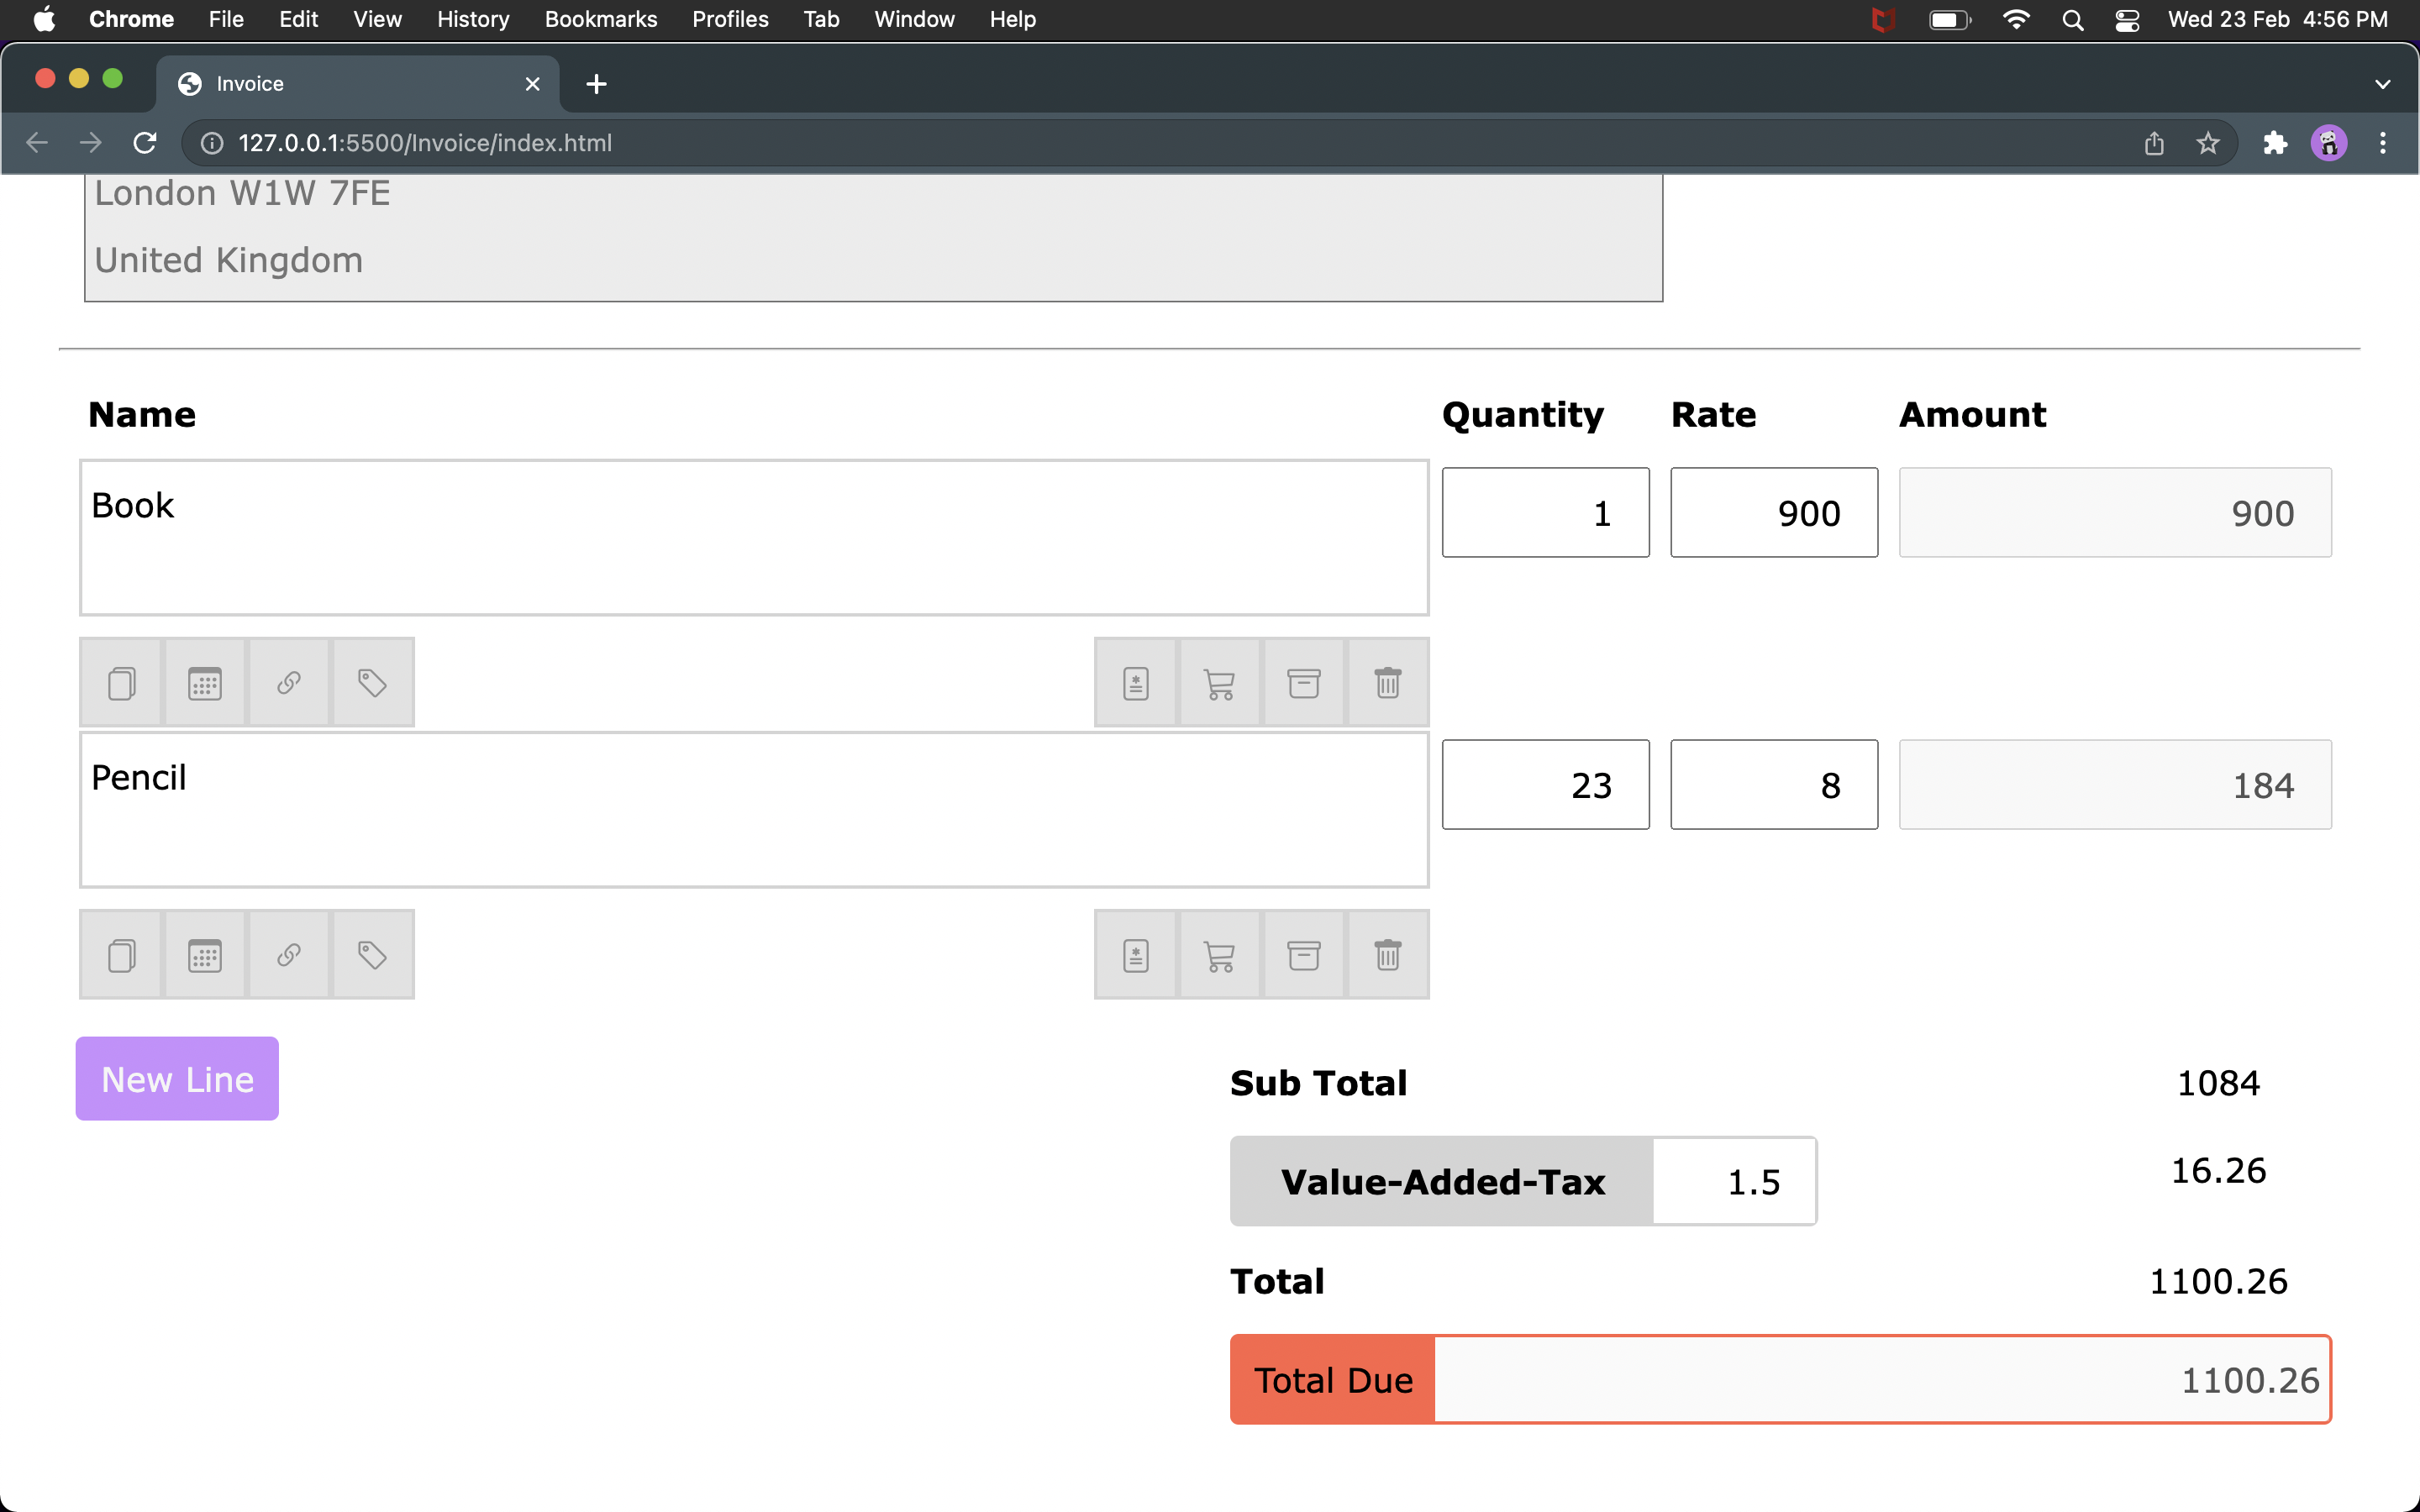 Chrome File Edit View History Bookmarks Profiles Tab Window Help Wed 23 Feb 4:56 PM
Invoice
127.0.0.1:5500/Invoice/index.html
London W1W 7FE
United Kingdom
Name Quantity Rate Amount
Book 1 900 900
Pencil 23 8 184
New Line
Sub Total 1084
Value-Added-Tax 1.5 16.26
Total 1100.26
Total Due 1100.26